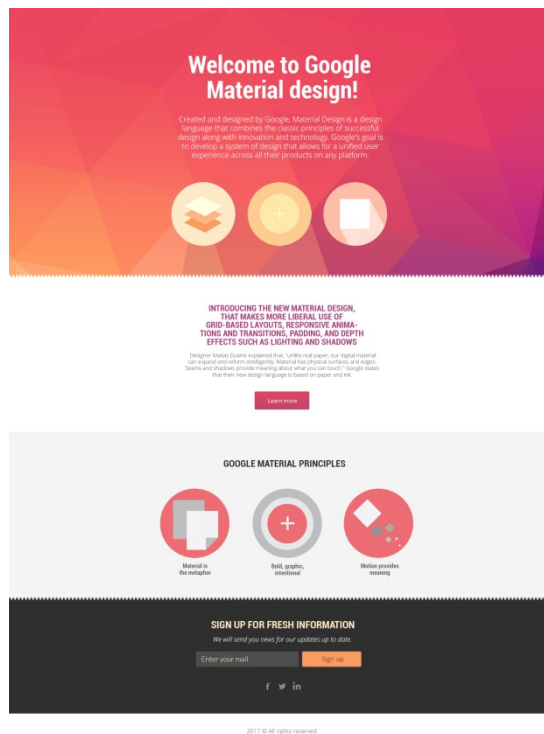 Welcome to Google
Material design!
Created and designed by Google, Material Design is a design
language that combines the classic principles of successful
design along with innovation and technology. Google's goal is
to develop a system of design that allows for a unified user
experience across all their products on any platform.
INTRODUCING THE NEW MATERIAL DESIGN,
THAT MAKES MORE LIBERAL USE OF
GRID-BASED LAYOUTS, RESPONSIVE ANIMA-
TIONS AND TRANSITIONS, PADDING, AND DEPTH
EFFECTS SUCH AS LIGHTING AND SHADOWS
Designer Matías Duarte explained that, "unlike real paper, our digital material
can expand and reform intelligently. Material has physical surfaces and edges.
Seams and shadows provide meaning about what you can touch." Google states
that their new design language is based on paper and ink.
Learn more
GOOGLE MATERIAL PRINCIPLES
Material is
the metaphor
Bold, graphic,
intentional
Motion provides
meaning
SIGN UP FOR FRESH INFORMATION
We will send you news for our updates up to date.
Enter your mail
Sign up
2017 © All rights reserved